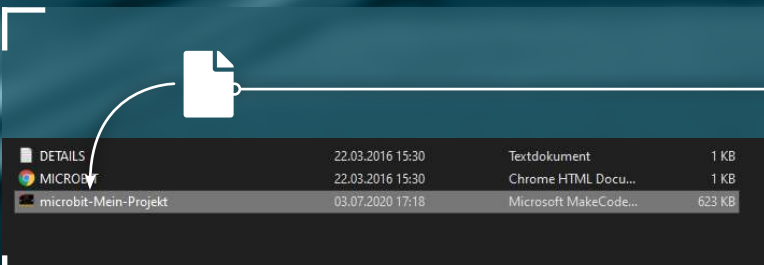 DETAILS 22.03.2016 15:30 Textdokument 1 KB
MICROBIT 22.03.2016 15:30 Chrome HTML Docu... 1 KB
microbit-Mein-Projekt 03.07.2020 17:18 Microsoft MakeCode... 623 KB